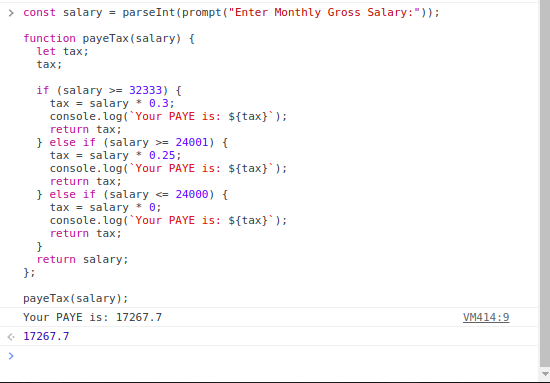 const salary = parseInt(prompt("Enter Monthly Gross Salary:"));
function payeTax(salary) {
  let tax;
  tax;
  if (salary >= 32333) {
    tax = salary * 0.3;
    console.log(`Your PAYE is: ${tax}`);
    return tax;
  } else if (salary >= 24001) {
    tax = salary * 0.25;
    console.log(`Your PAYE is: ${tax}`);
    return tax;
  } else if (salary <= 24000) {
    tax = salary * 0;
    console.log(`Your PAYE is: ${tax}`);
    return tax;
  }
  return salary;
};
payeTax(salary);
Your PAYE is: 17267.7 VM414:9
17267.7